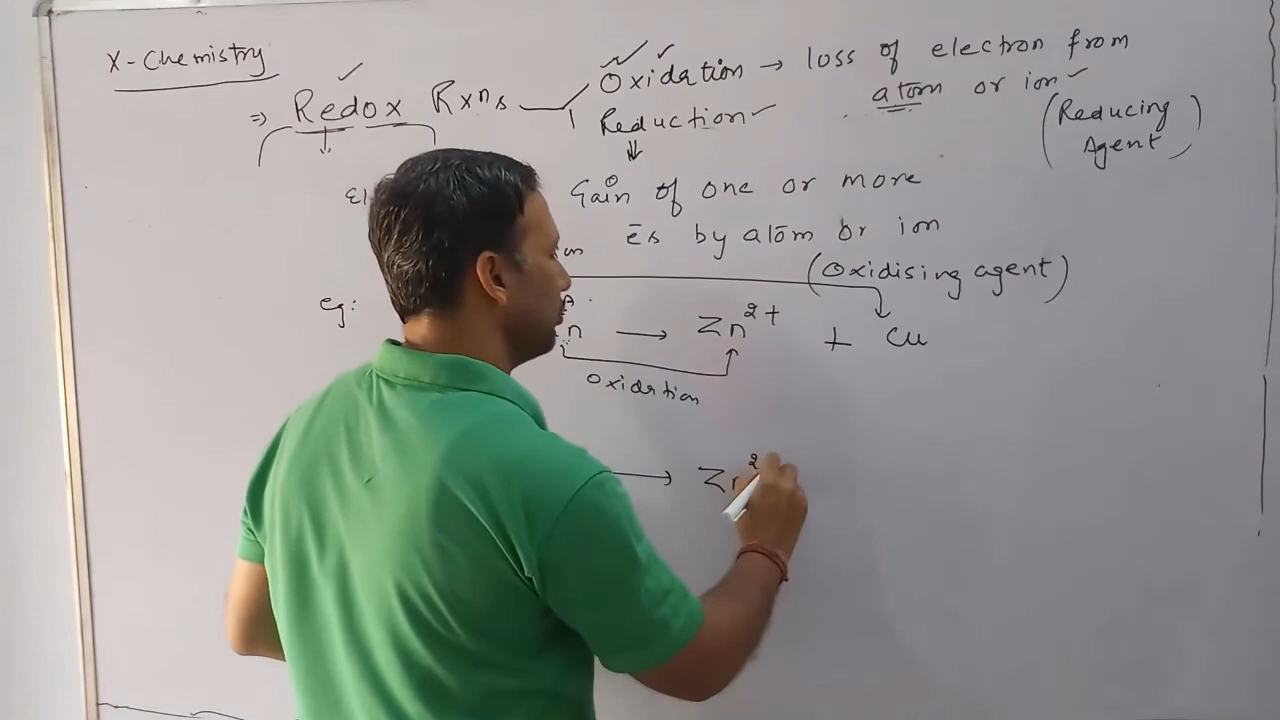 X-Chemistry
⇒ Redox Rxns
Oxidation → loss of electron from
atom or ion
(Reducing
Agent)
Reduction
⇓
Gain of one or more
ēs by atom or ion
(Oxidising agent)
eg:
n → Zn²⁺ + Cu
Oxidation
→ Zn²